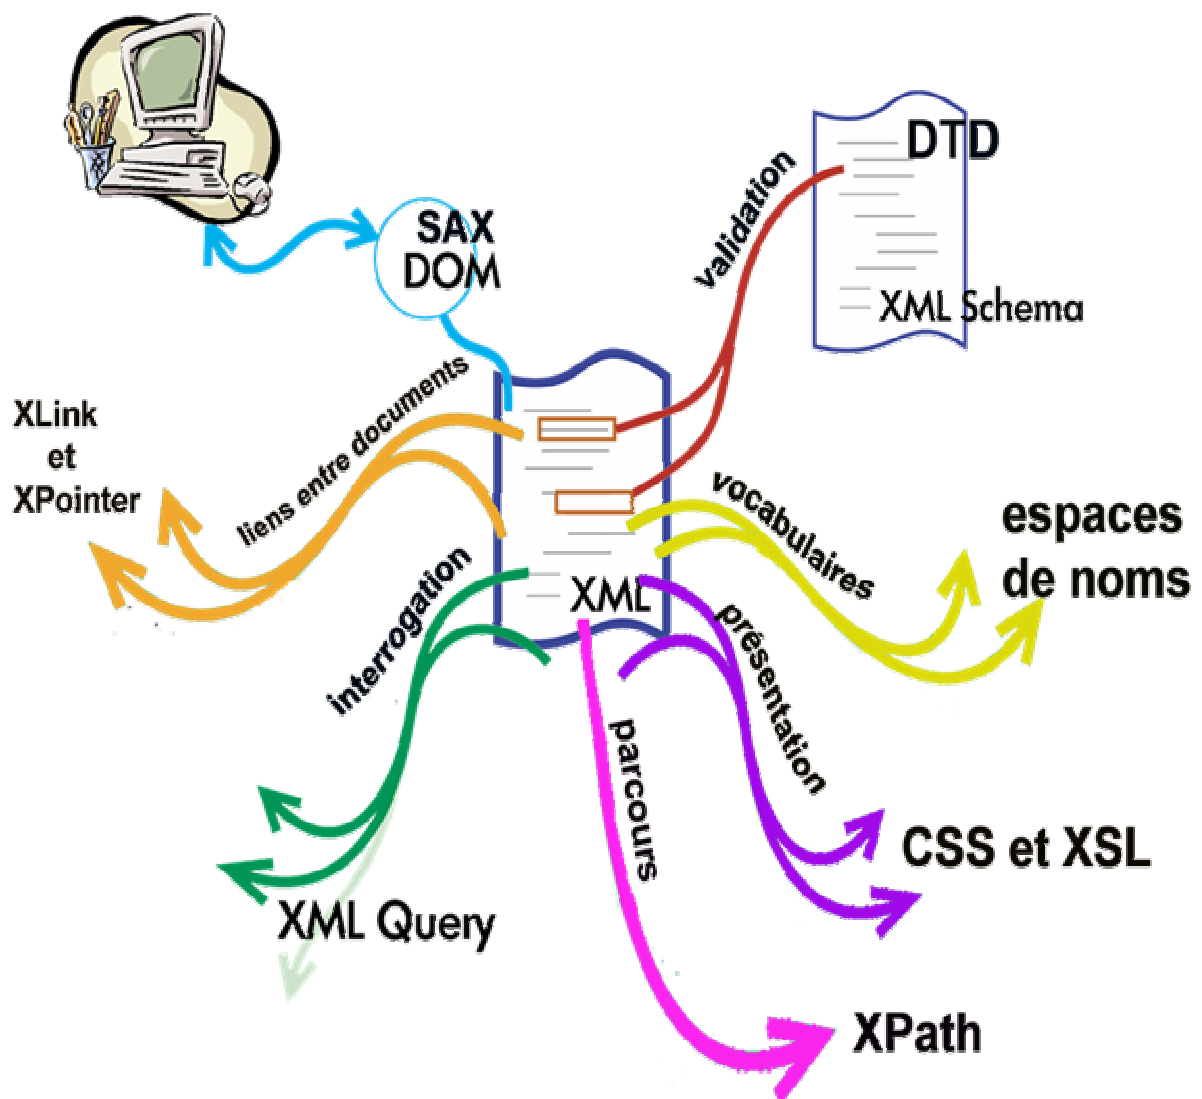 DTD
SAX
DOM
validation
XML Schema
XLink
et
XPointer
liens entre documents
vocabulaires
espaces
de noms
interrogation
XML
présentation
parcours
CSS et XSL
XML Query
XPath